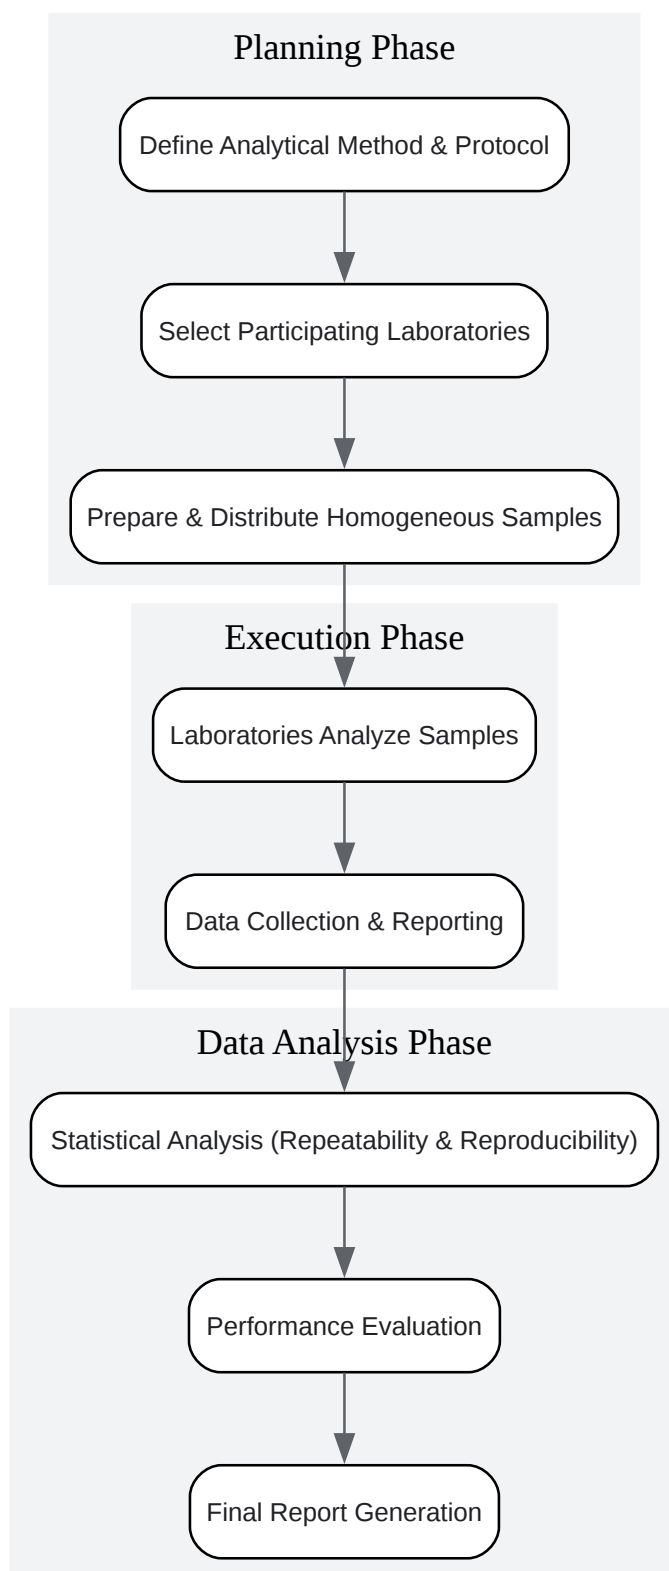 Planning Phase
Define Analytical Method & Protocol
Select Participating Laboratories
Prepare & Distribute Homogeneous Samples
Execution Phase
Laboratories Analyze Samples
Data Collection & Reporting
Data Analysis Phase
Statistical Analysis (Repeatability & Reproducibility)
Performance Evaluation
Final Report Generation